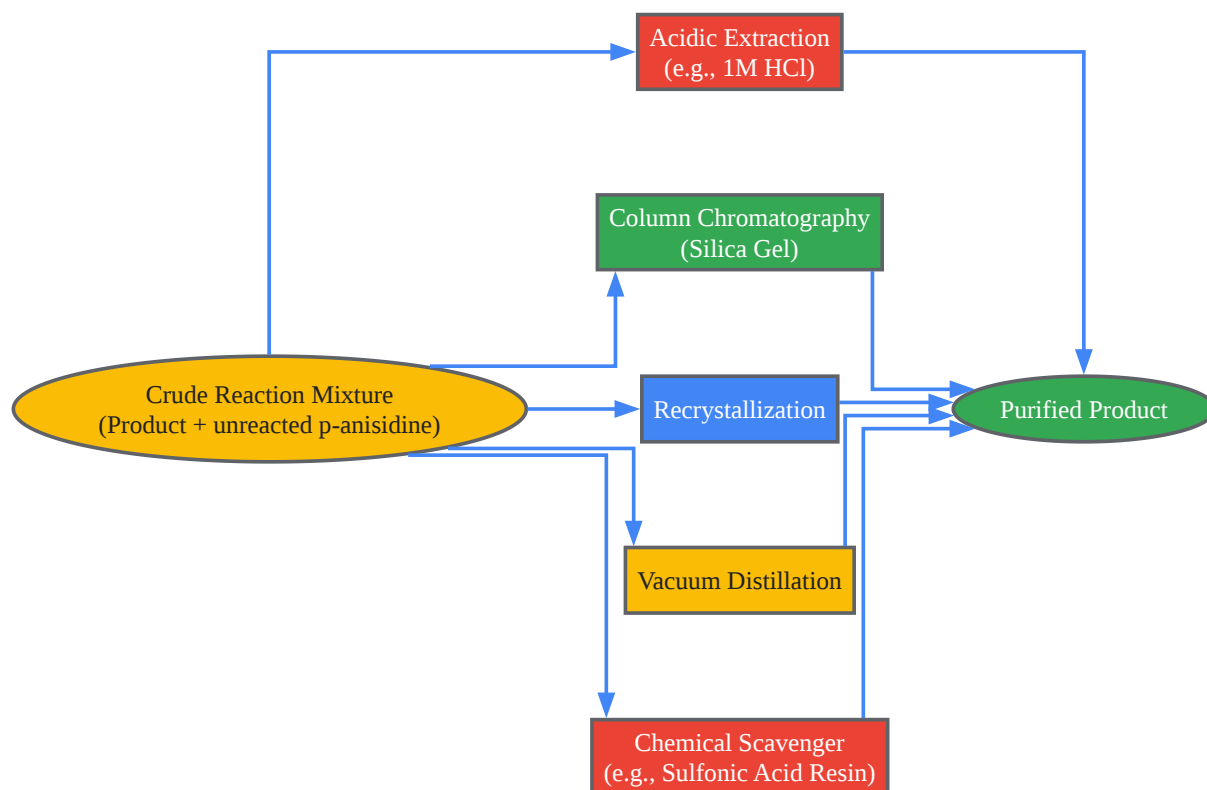 Acidic Extraction
(e.g., 1M HCl)
Column Chromatography
(Silica Gel)
Crude Reaction Mixture
(Product + unreacted p-anisidine)
Recrystallization
Purified Product
Vacuum Distillation
Chemical Scavenger
(e.g., Sulfonic Acid Resin)